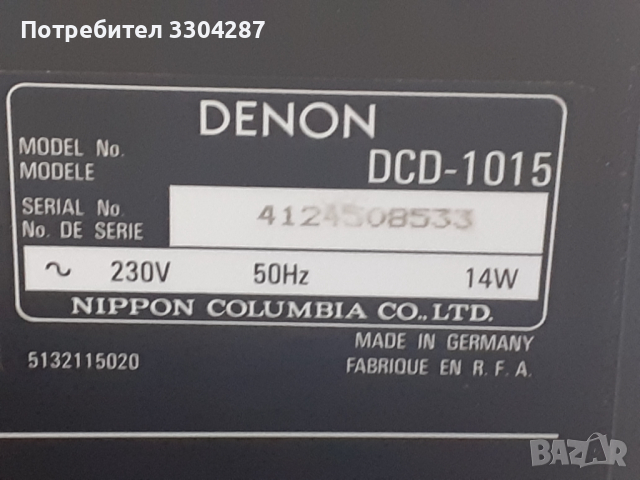 Потребител 3304287
DENON
MODEL No.
MODELE
DCD-1015
SERIAL No.
No. DE SERIE
4124508533
~ 230V 50Hz 14W
NIPPON COLUMBIA CO., LTD.
5132115020
MADE IN GERMANY
FABRIQUE EN R. F. A.
BAZAR